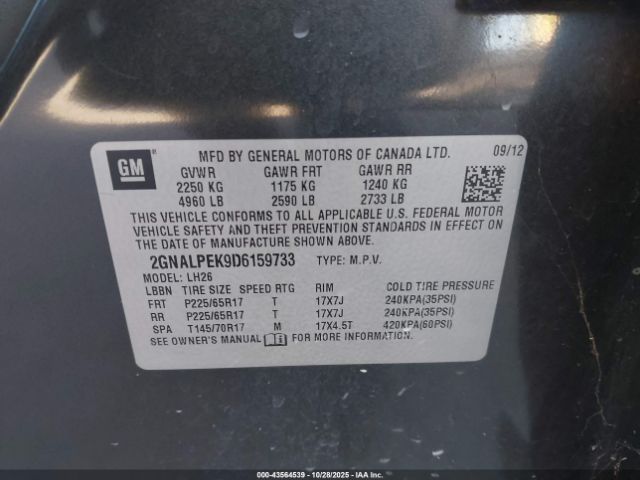 GM
MFD BY GENERAL MOTORS OF CANADA LTD. 09/12
GVWR GAWR FRT GAWR RR
2250 KG 1175 KG 1240 KG
4960 LB 2590 LB 2733 LB
THIS VEHICLE CONFORMS TO ALL APPLICABLE U.S. FEDERAL MOTOR
VEHICLE SAFETY AND THEFT PREVENTION STANDARDS IN EFFECT ON
THE DATE OF MANUFACTURE SHOWN ABOVE.
2GNALPEK9D6159733 TYPE: M.P.V.
MODEL: LH26
LBBN TIRE SIZE SPEED RTG RIM COLD TIRE PRESSURE
FRT P225/65R17 T 17X7J 240KPA(35PSI)
RR P225/65R17 T 17X7J 240KPA(35PSI)
SPA T145/70R17 M 17X4.5T 420KPA(60PSI)
SEE OWNER'S MANUAL FOR MORE INFORMATION.
000-43564539 | 10/28/2025 | IAAI.com